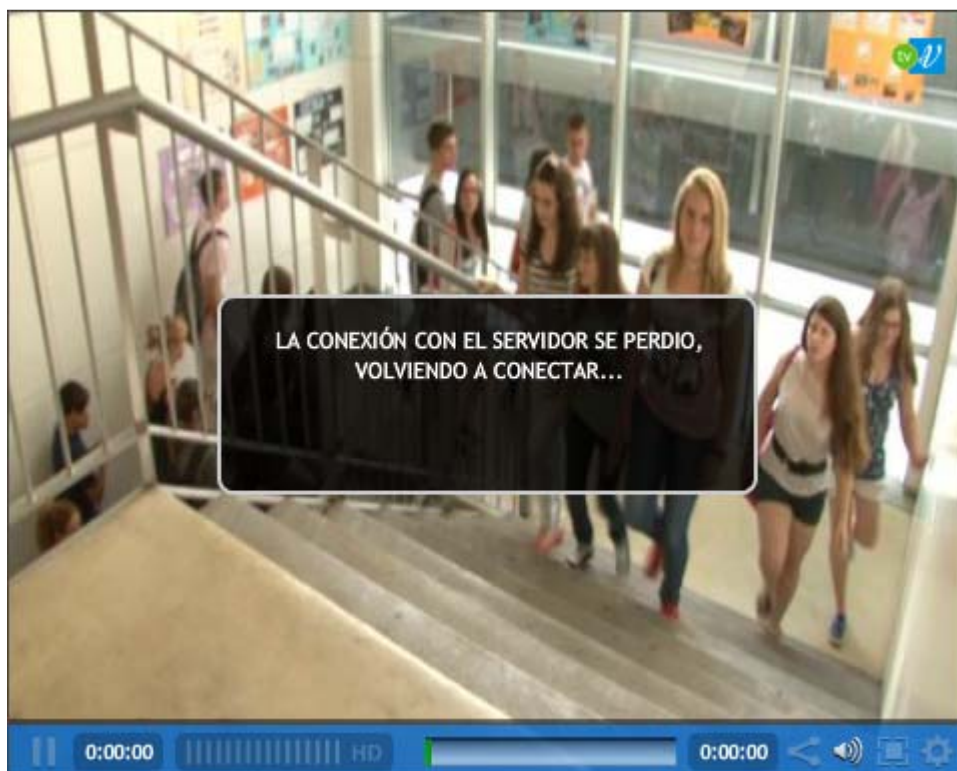 tv V
LA CONEXIÓN CON EL SERVIDOR SE PERDIO,
VOLVIENDO A CONECTAR...
0:00:00 HD 0:00:00